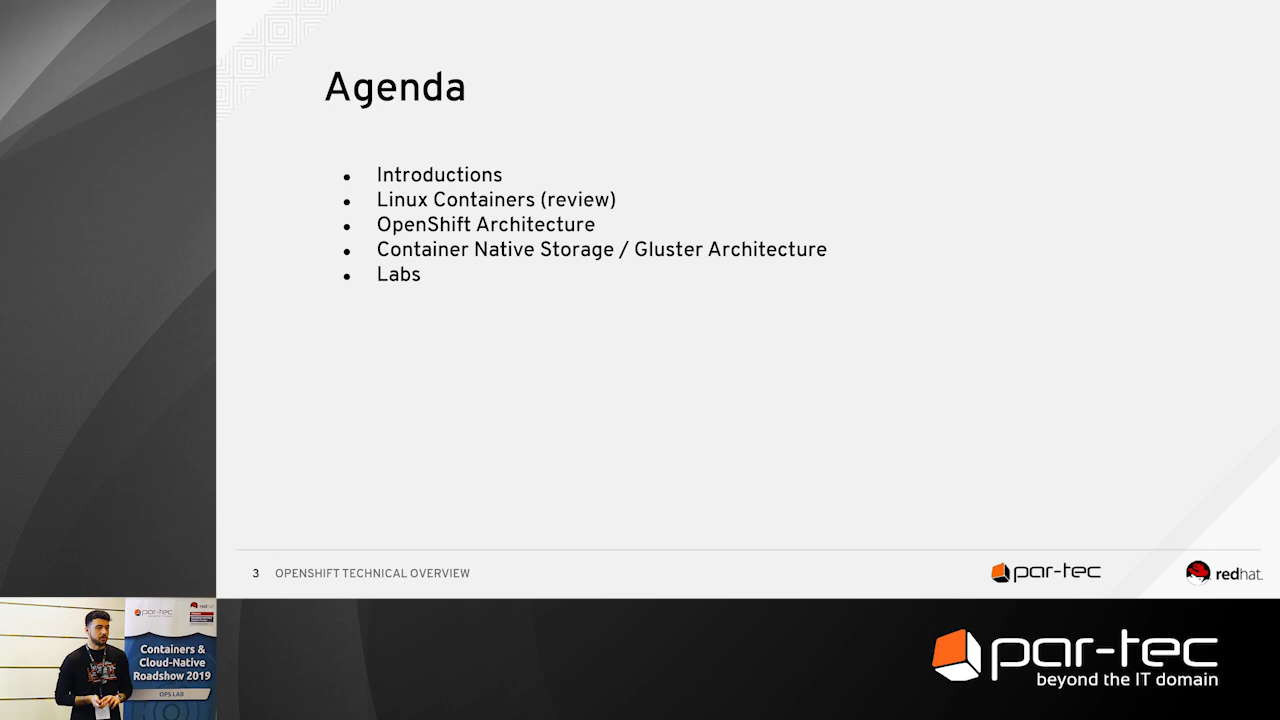 Agenda
● Introductions
● Linux Containers (review)
● OpenShift Architecture
● Container Native Storage / Gluster Architecture
● Labs
3 OPENSHIFT TECHNICAL OVERVIEW
par-tec
redhat.
par-tec
redhat
Containers &
Cloud-Native
Roadshow 2019
OPS LAB
par-tec
beyond the IT domain